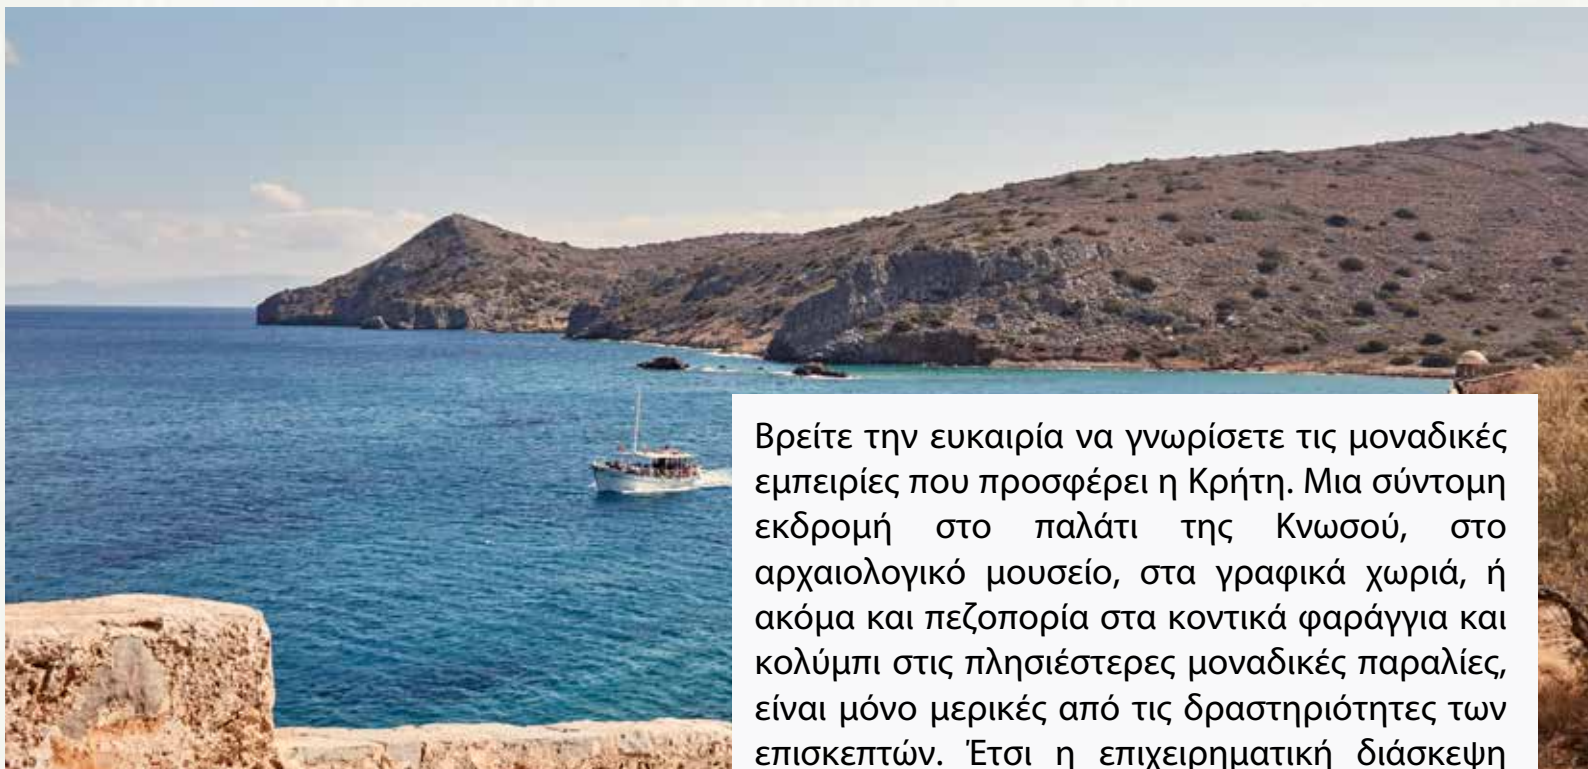 Βρείτε την ευκαιρία να γνωρίσετε τις μοναδικές
εμπειρίες που προσφέρει η Κρήτη. Μια σύντομη
εκδρομή στο παλάτι της Κνωσού, στο
αρχαιολογικό μουσείο, στα γραφικά χωριά, ή
ακόμα και πεζοπορία στα κοντικά φαράγγια και
κολύμπι στις πλησιέστερες μοναδικές παραλίες,
είναι μόνο μερικές από τις δραστηριότητες των
επισκεπτών. Έτσι η επιχειρηματική διάσκεψη